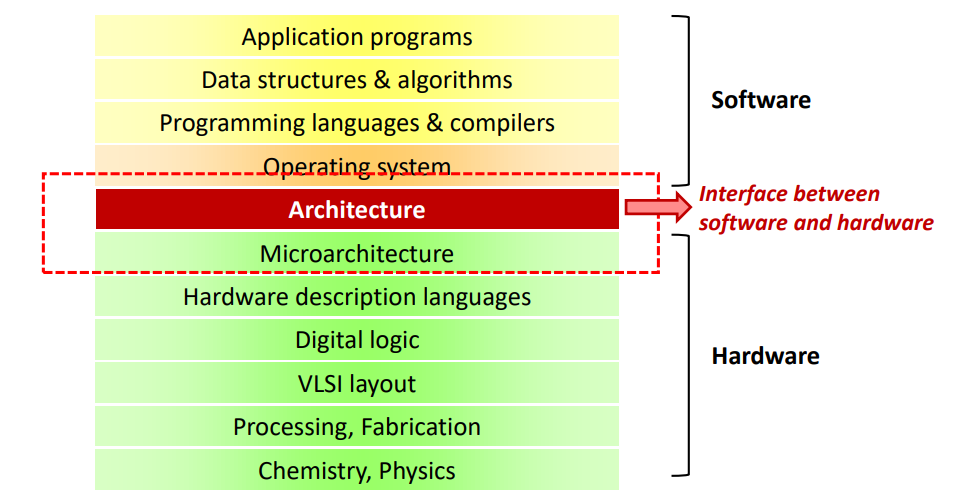 Application programs
Data structures & algorithms
Programming languages & compilers
Operating system
Software
Architecture
Interface between
software and hardware
Microarchitecture
Hardware description languages
Digital logic
VLSI layout
Hardware
Processing, Fabrication
Chemistry, Physics